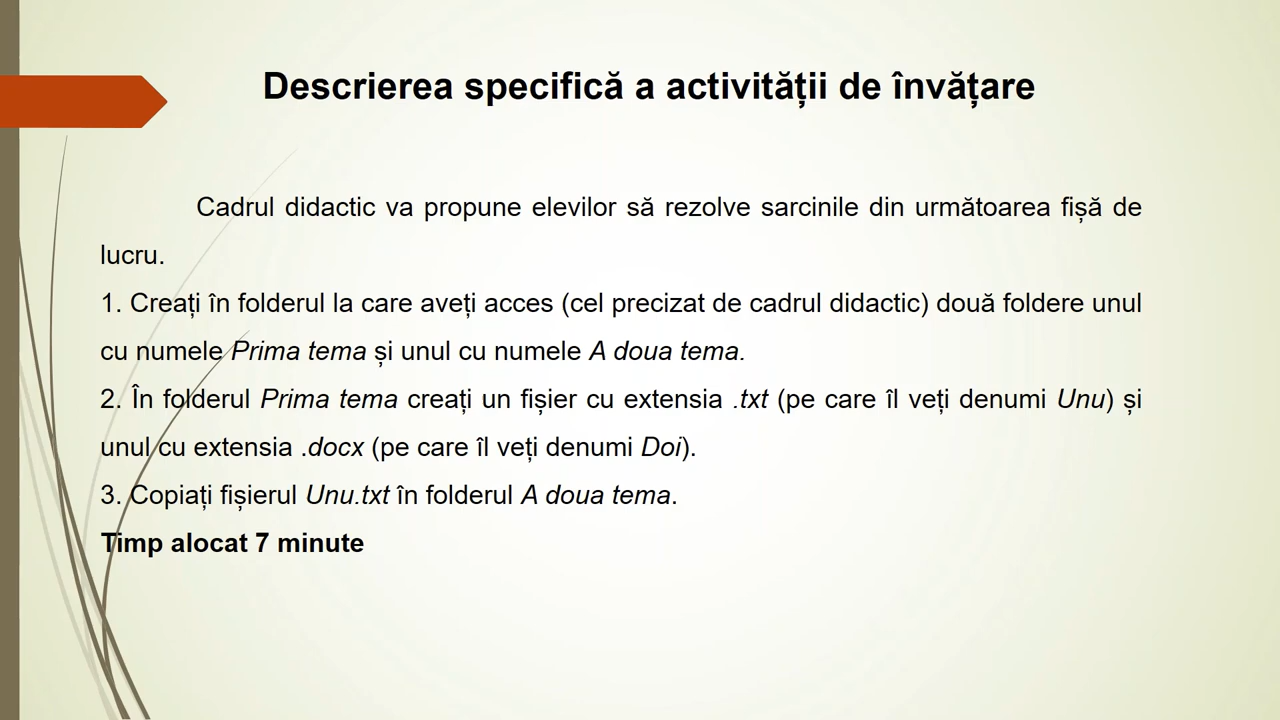 Descrierea specifică a activității de învățare
Cadrul didactic va propune elevilor să rezolve sarcinile din următoarea fișă de
lucru.
1. Creați în folderul la care aveți acces (cel precizat de cadrul didactic) două foldere unul
cu numele Prima tema și unul cu numele A doua tema.
2. În folderul Prima tema creați un fișier cu extensia .txt (pe care îl veți denumi Unu) și
unul cu extensia .docx (pe care îl veți denumi Doi).
3. Copiați fișierul Unu.txt în folderul A doua tema.
Timp alocat 7 minute